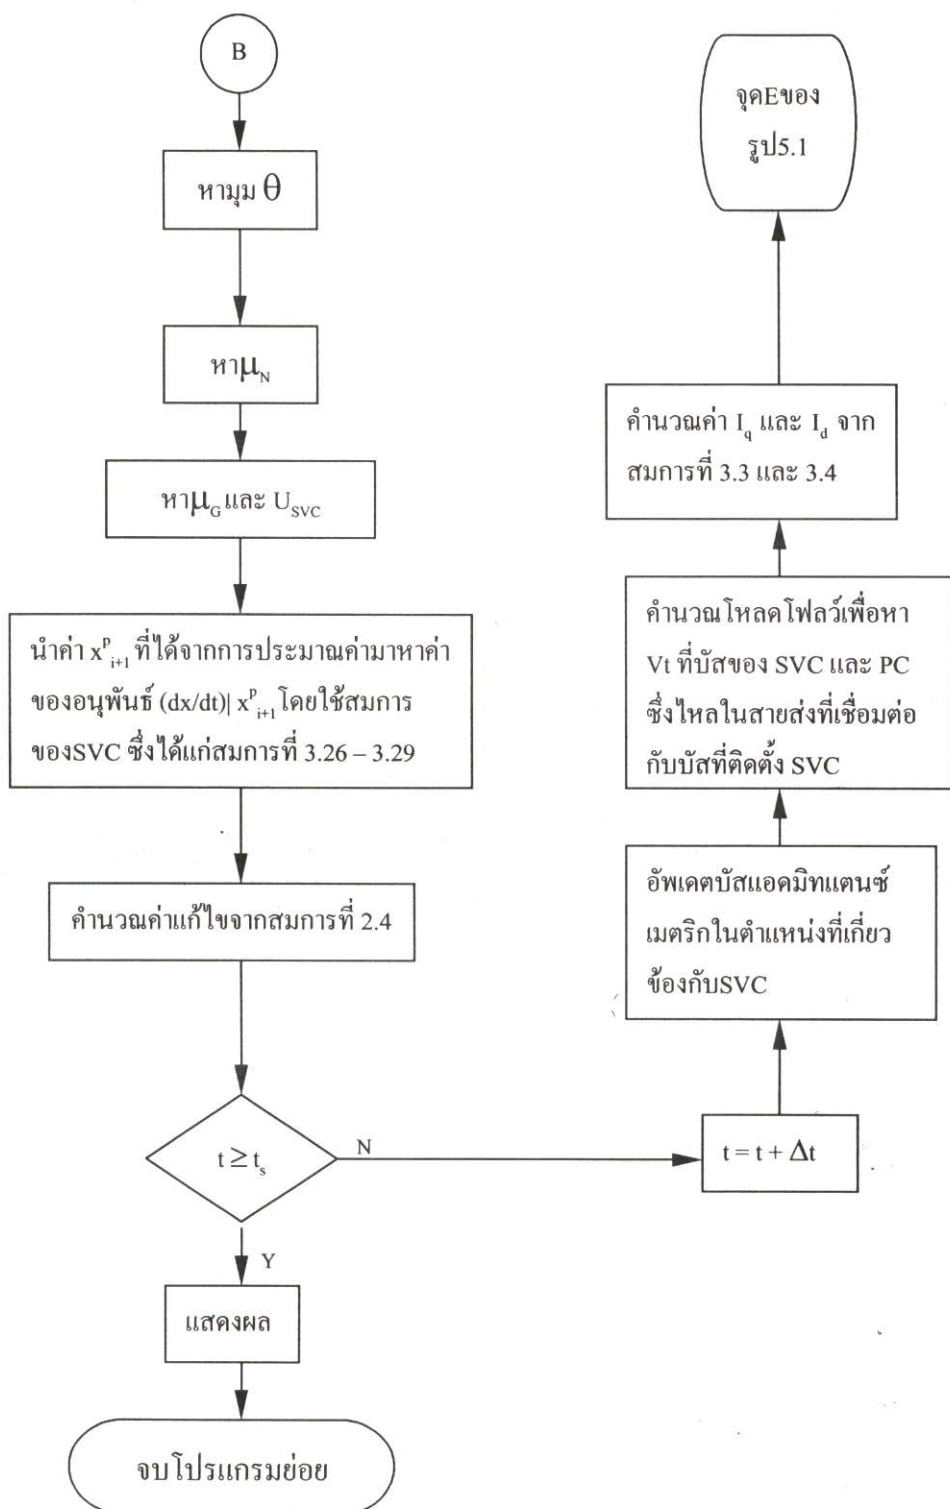 B
หามุม θ
หาμN
หาμG และ USVC
นำค่า x^p_i+1 ที่ได้จากการประมาณค่ามาหาค่า
ของอนุพันธ์ (dx/dt)| x^p_i+1 โดยใช้สมการ
ของSVC ซึ่งได้แก่สมการที่ 3.26 – 3.29
คำนวณค่าแก้ไขจากสมการที่ 2.4
t ≥ ts
N
Y
แสดงผล
จบโปรแกรมย่อย
t = t + Δt
อัพเดตบัสแอดมิทแตนซ์
เมตริกในตำแหน่งที่เกี่ยว
ข้องกับSVC
คำนวณโหลดโฟลว์เพื่อหา
Vt ที่บัสของ SVC และ PC
ซึ่งไหลในสายส่งที่เชื่อมต่อ
กับบัสที่ติดตั้ง SVC
คำนวณค่า Iq และ Id จาก
สมการที่ 3.3 และ 3.4
จุดEของ
รูป5.1